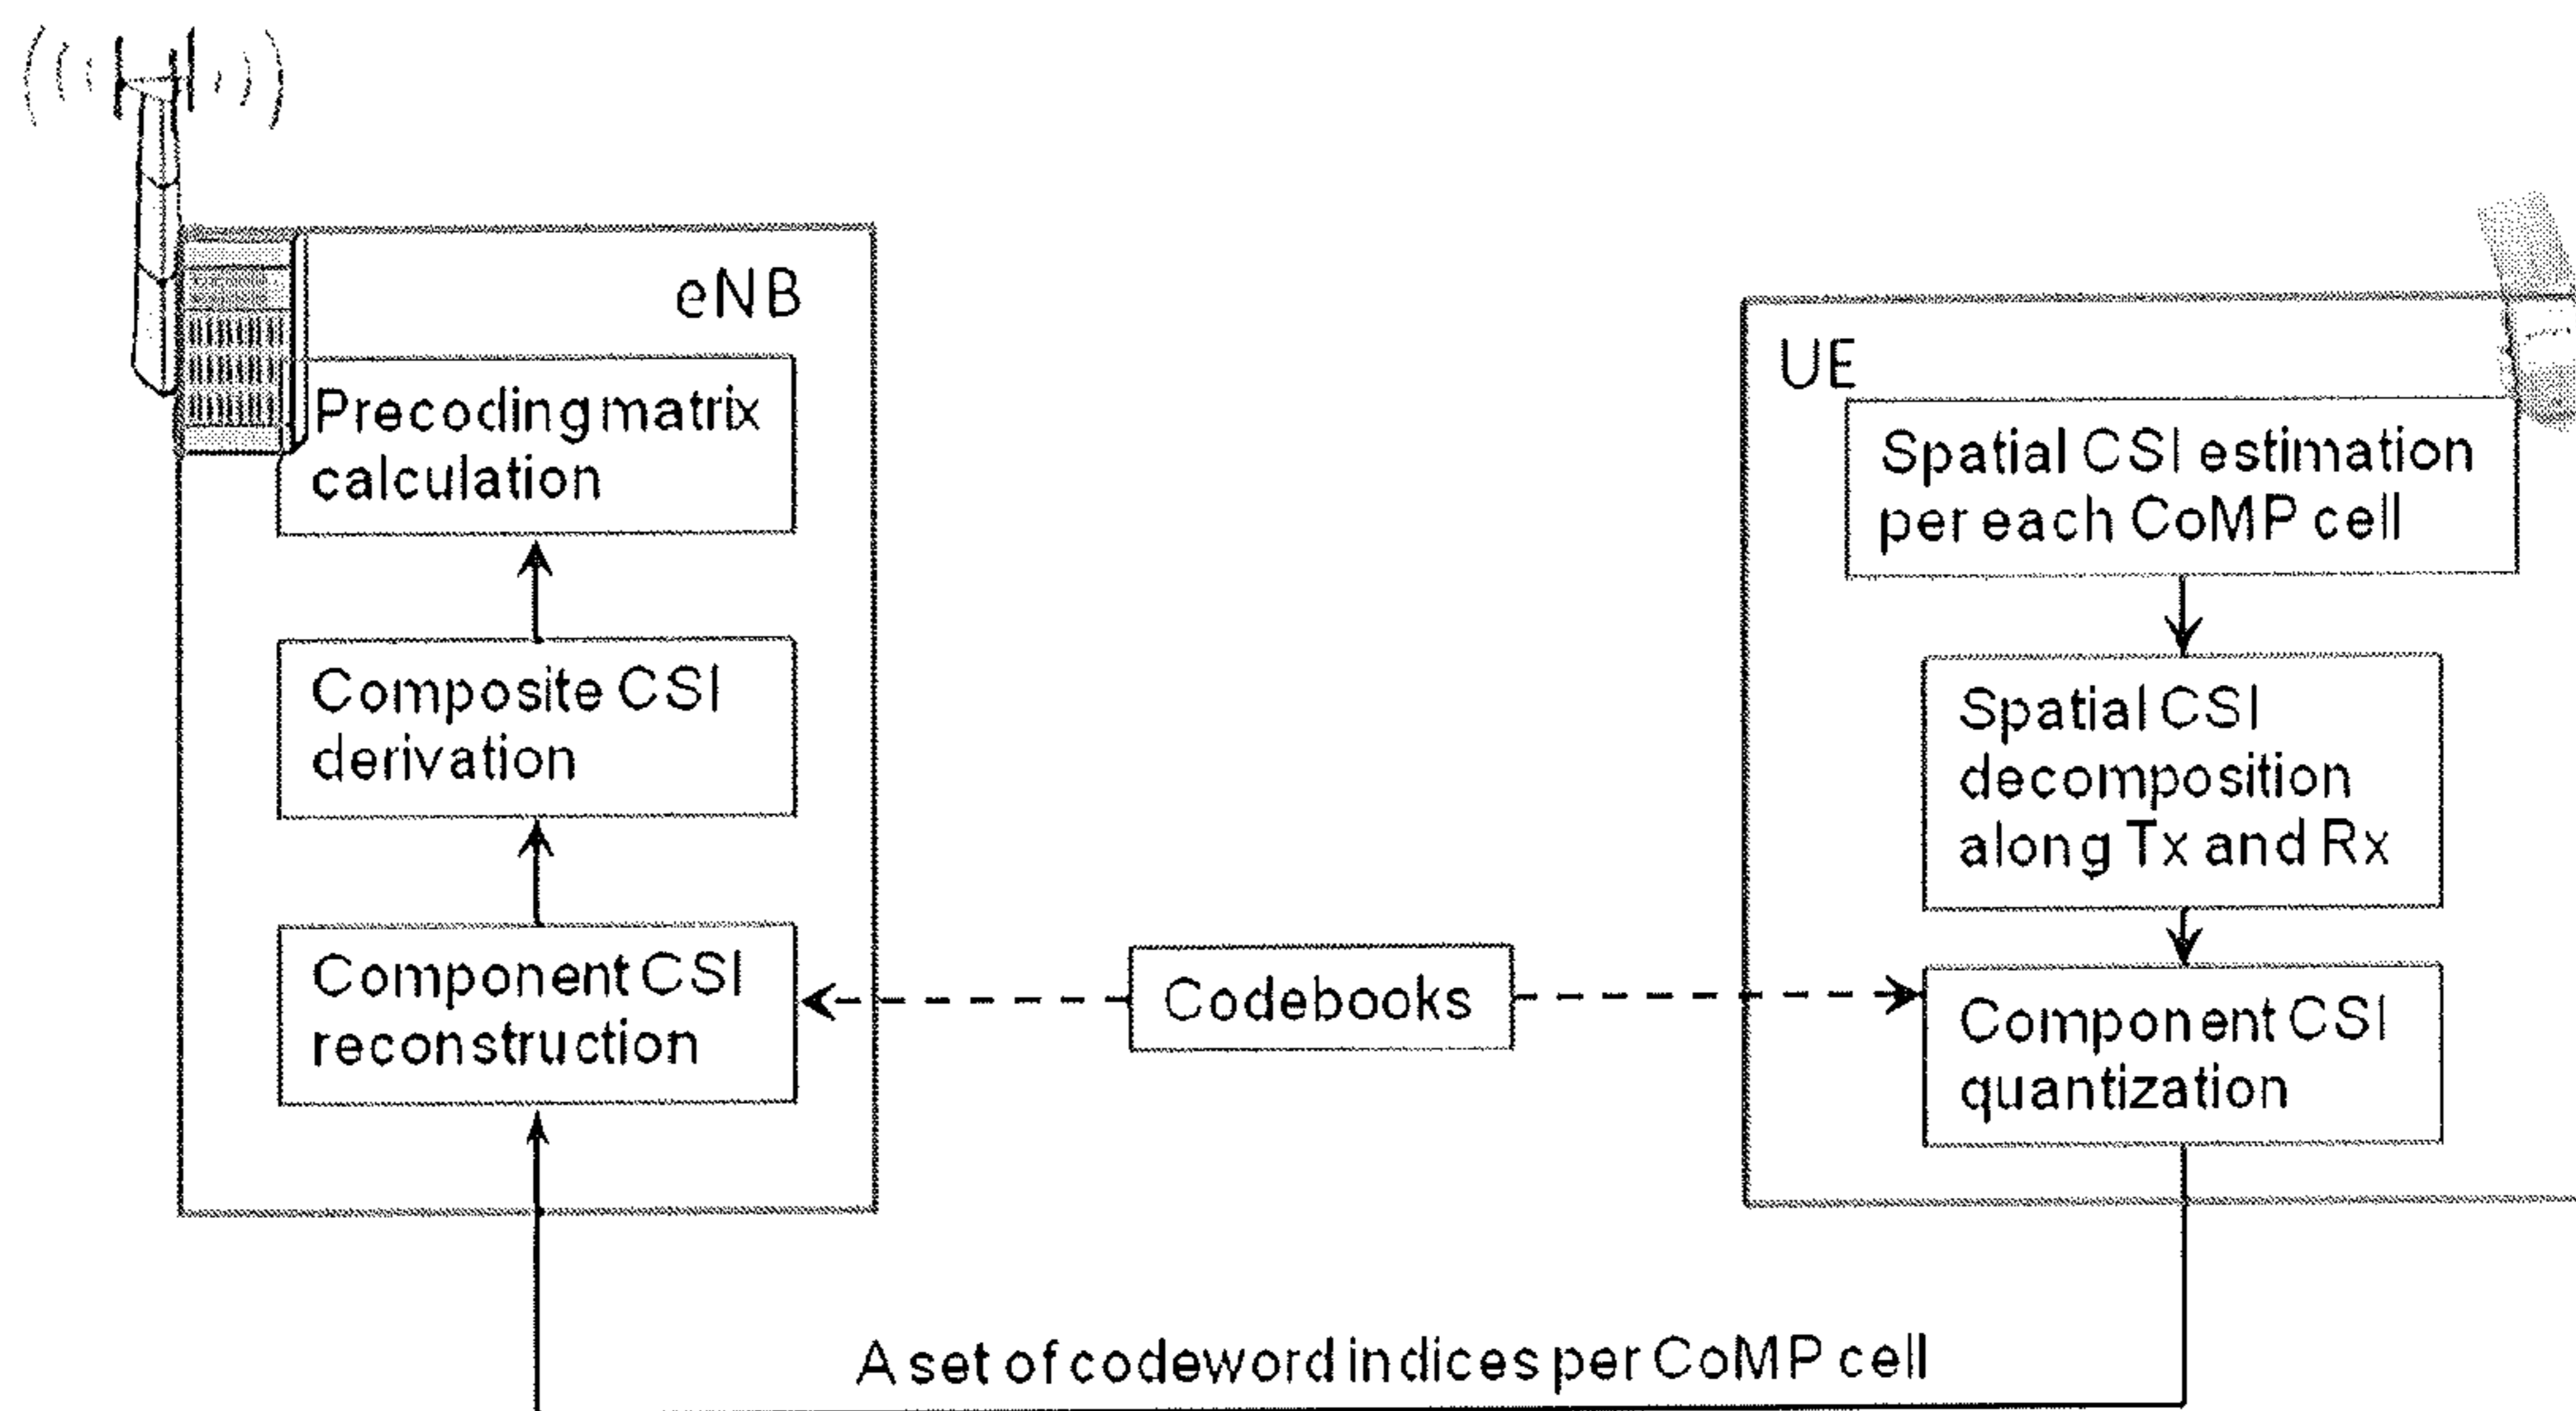 eNB
Precoding matrix
calculation
Composite CSI
derivation
Component CSI
reconstruction
Codebooks
UE
Spatial CSI estimation
per each CoMP cell
Spatial CSI
decomposition
along Tx and Rx
Component CSI
quantization
A set of codeword indices per CoMP cell